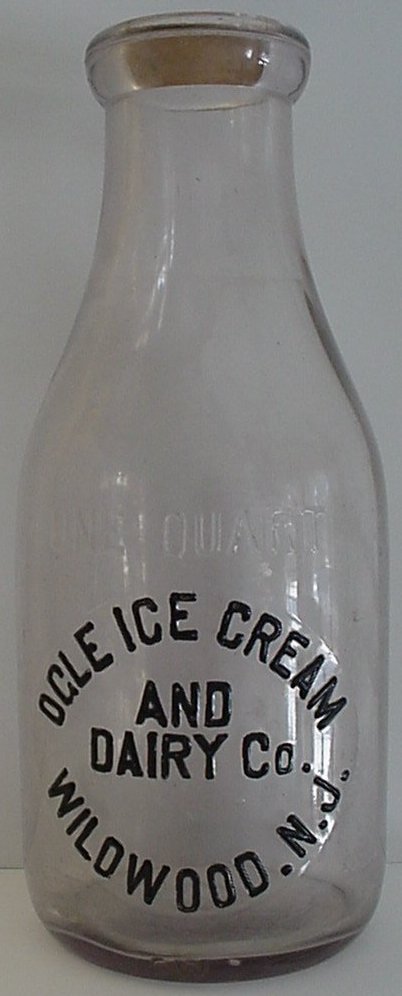 ONE QUART
OGLE ICE CREAM
AND
DAIRY Co.
WILDWOOD. N.J.